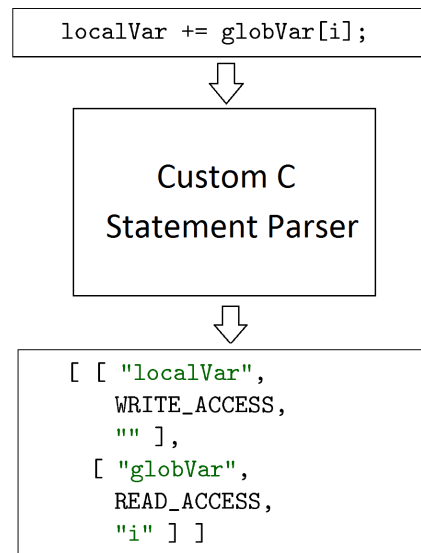 localVar += globVar[i];
Custom C
Statement Parser
[ [ "localVar",
WRITE_ACCESS,
"" ],
[ "globVar",
READ_ACCESS,
"i" ] ]